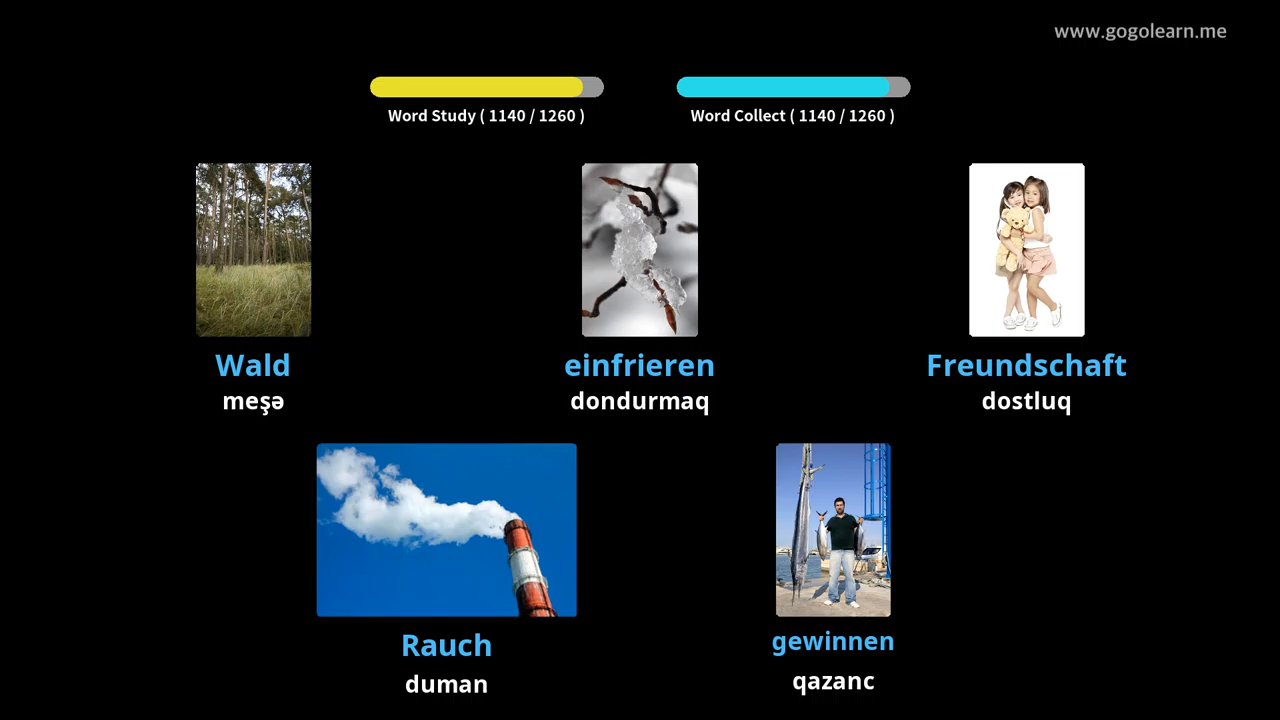 www.gogolearn.me
Word Study ( 1140 / 1260 )
Word Collect ( 1140 / 1260 )
Wald
meşə
einfrieren
dondurmaq
Freundschaft
dostluq
Rauch
duman
gewinnen
qazanc